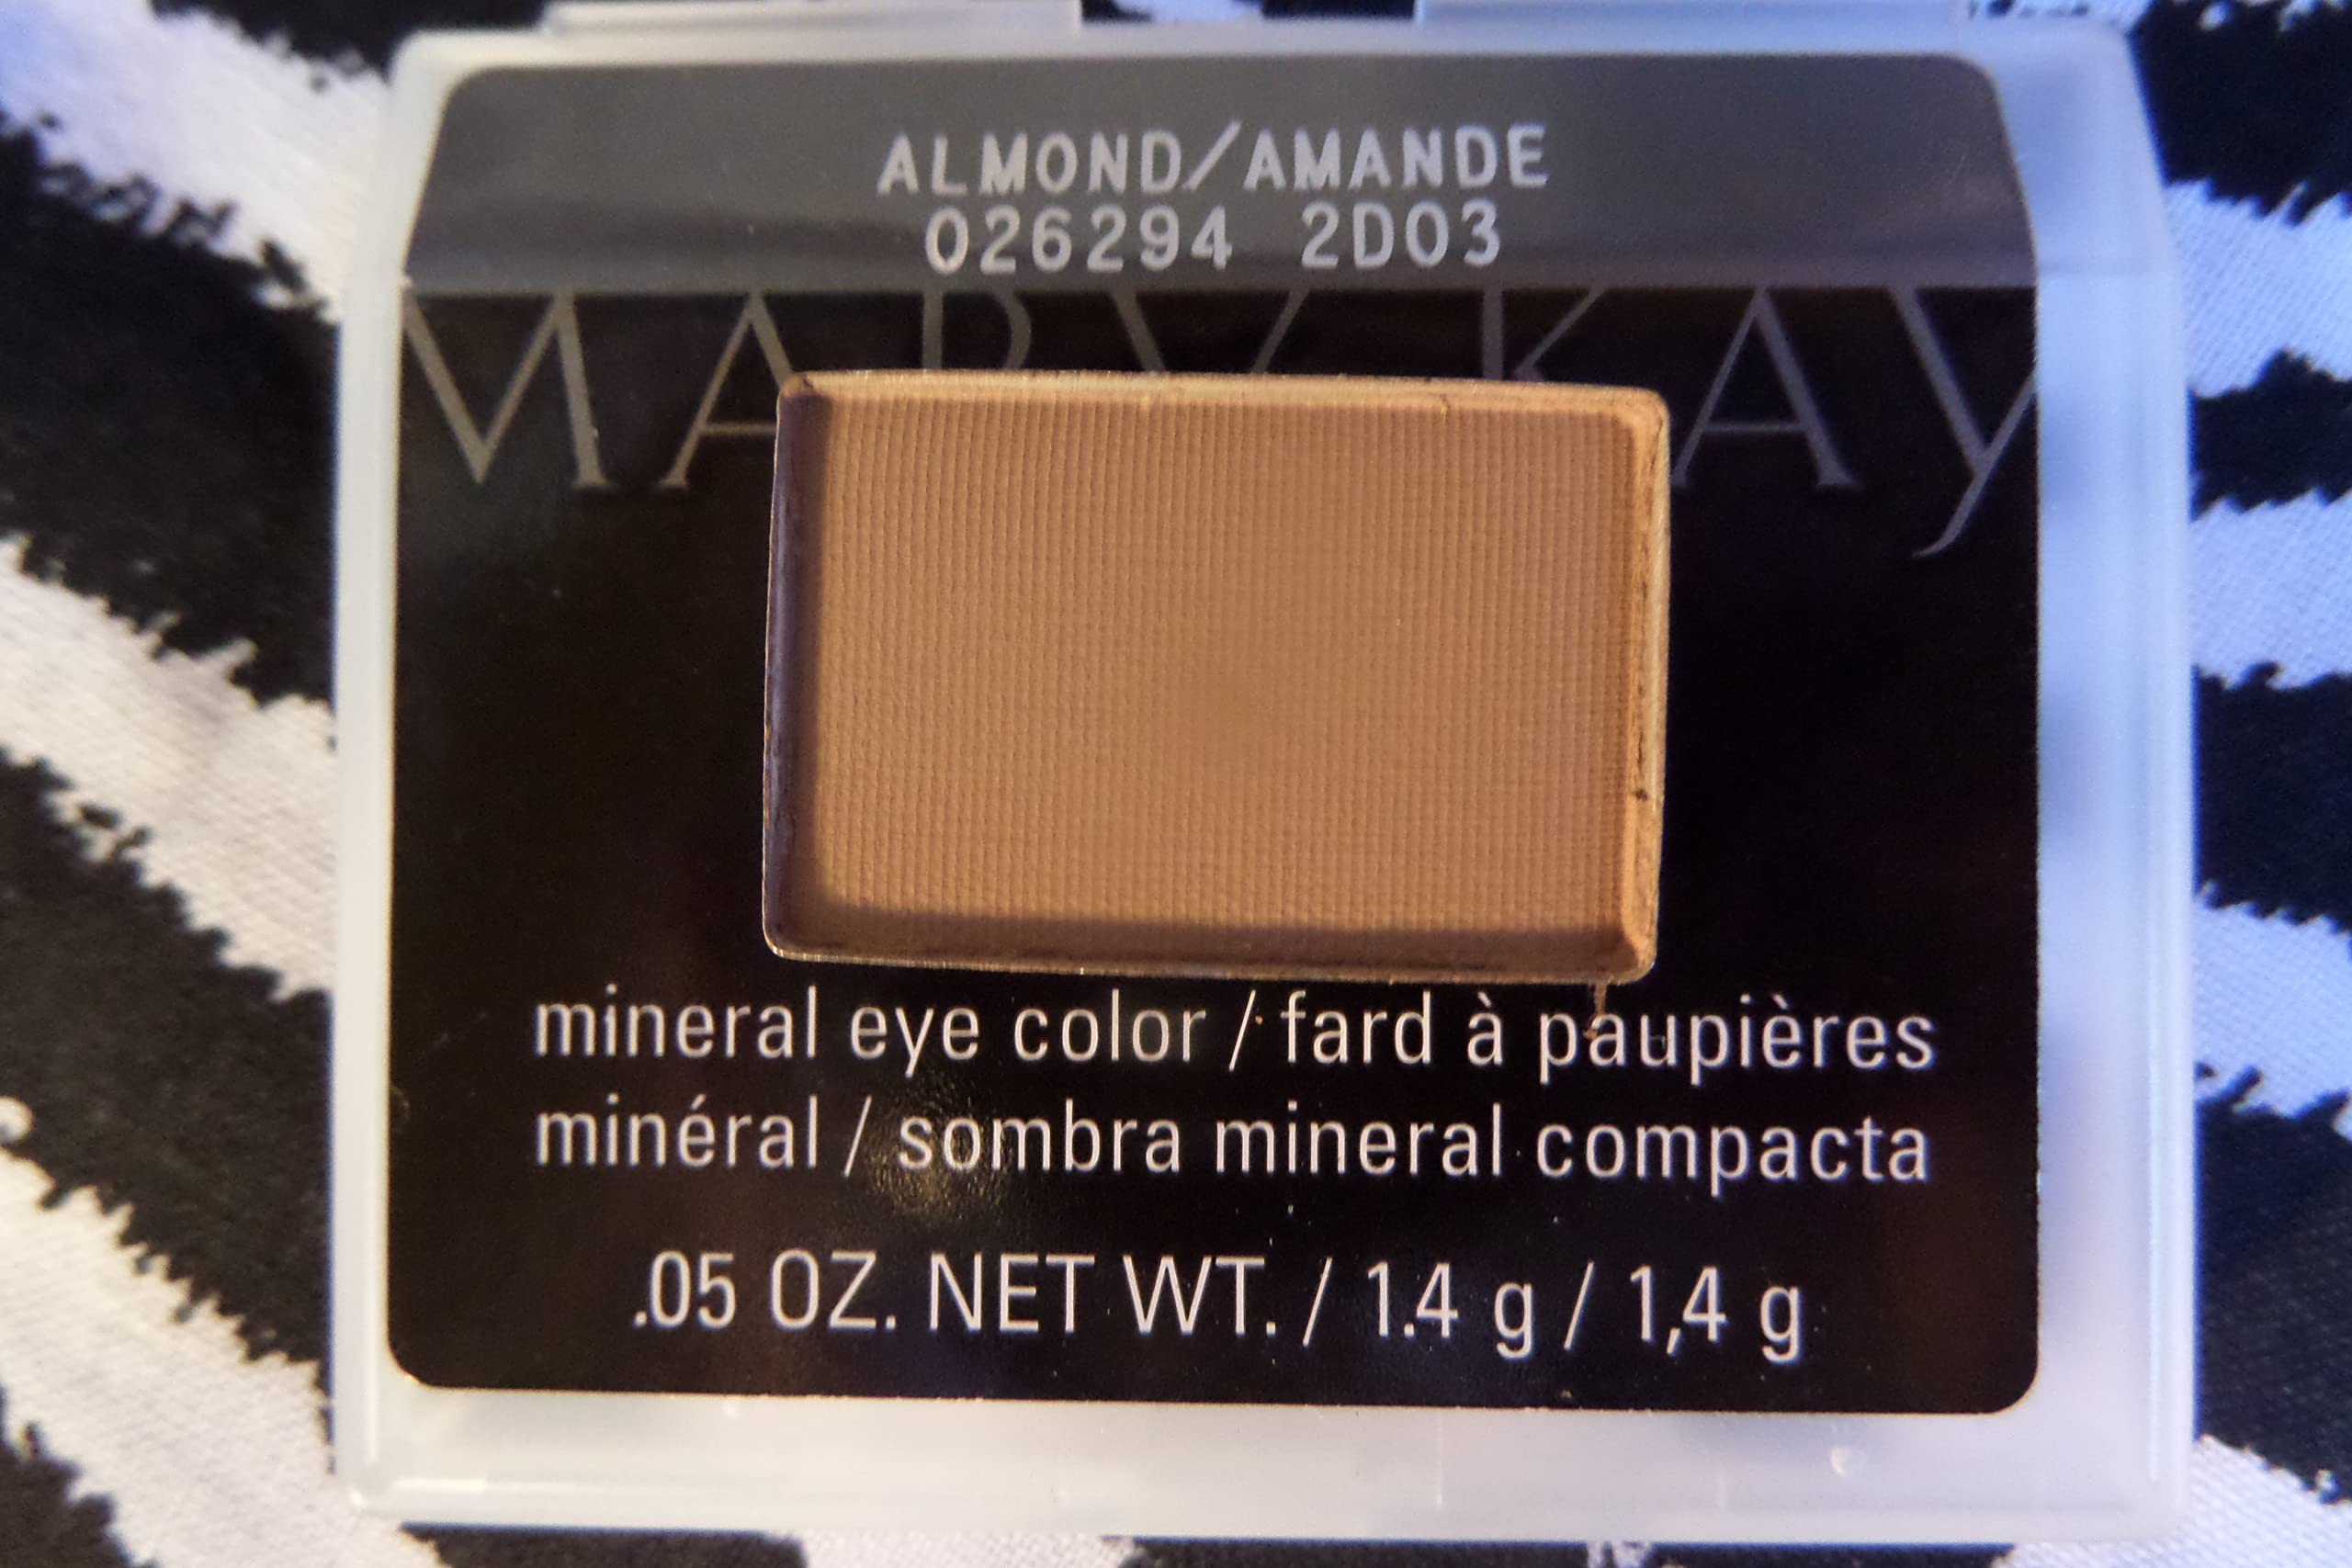 ALMOND/AMANDE
026294 2D03
MARY KAY
mineral eye color / fard à paupières
minéral / sombra mineral compacta
.05 OZ. NET WT. / 1.4 g / 1,4 g